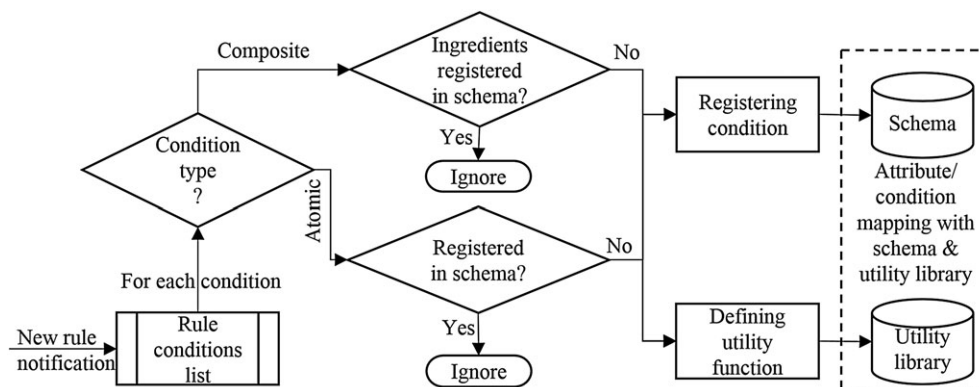 Composite
Ingredients
registered
in schema?
No
Yes
Ignore
Condition
type
?
Atomic
Registered
in schema?
No
Yes
Ignore
For each condition
New rule
notification
Rule
conditions
list
Registering
condition
Schema
Attribute/
condition
mapping with
schema &
utility library
Defining
utility
function
Utility
library